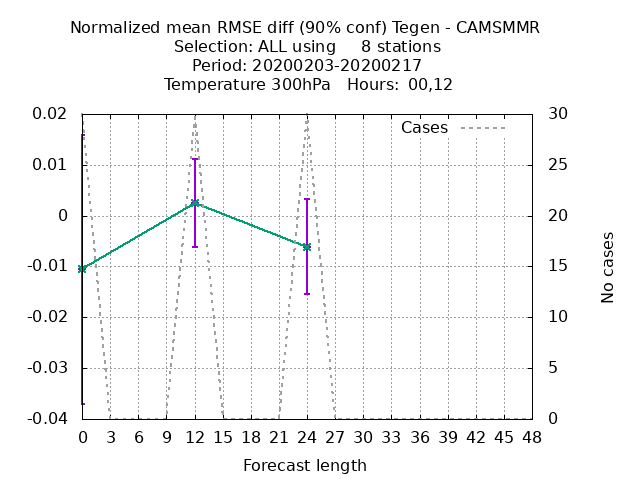 Normalized mean RMSE diff (90% conf) Tegen - CAMSMMR
Selection: ALL using     8 stations
Period: 20200203-20200217
Temperature 300hPa   Hours:  00,12
0.02
0.01
0
-0.01
-0.02
-0.03
-0.04
Cases
30
25
20
15
10
5
0
No cases
0 3 6 9 12 15 18 21 24 27 30 33 36 39 42 45 48
Forecast length